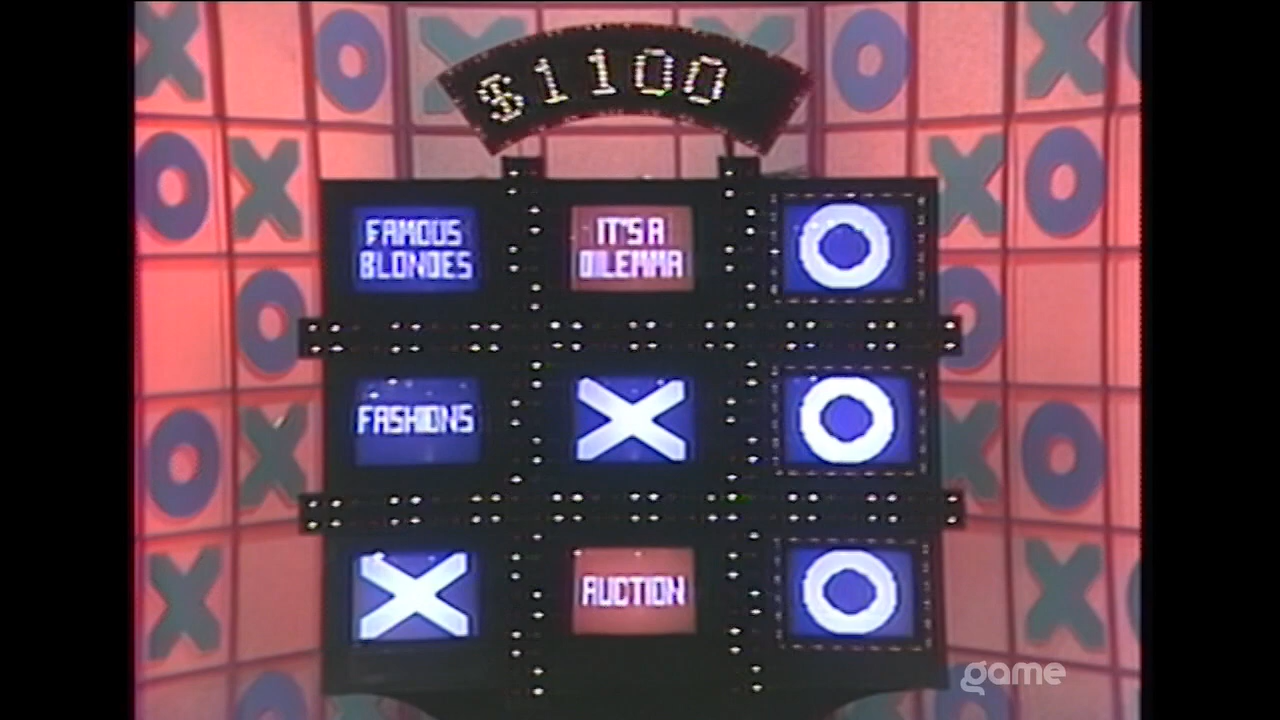 $1100
FAMOUS
BLONDES
IT'S A
DILEMMA
O
FASHIONS
X
O
X
AUCTION
O
game